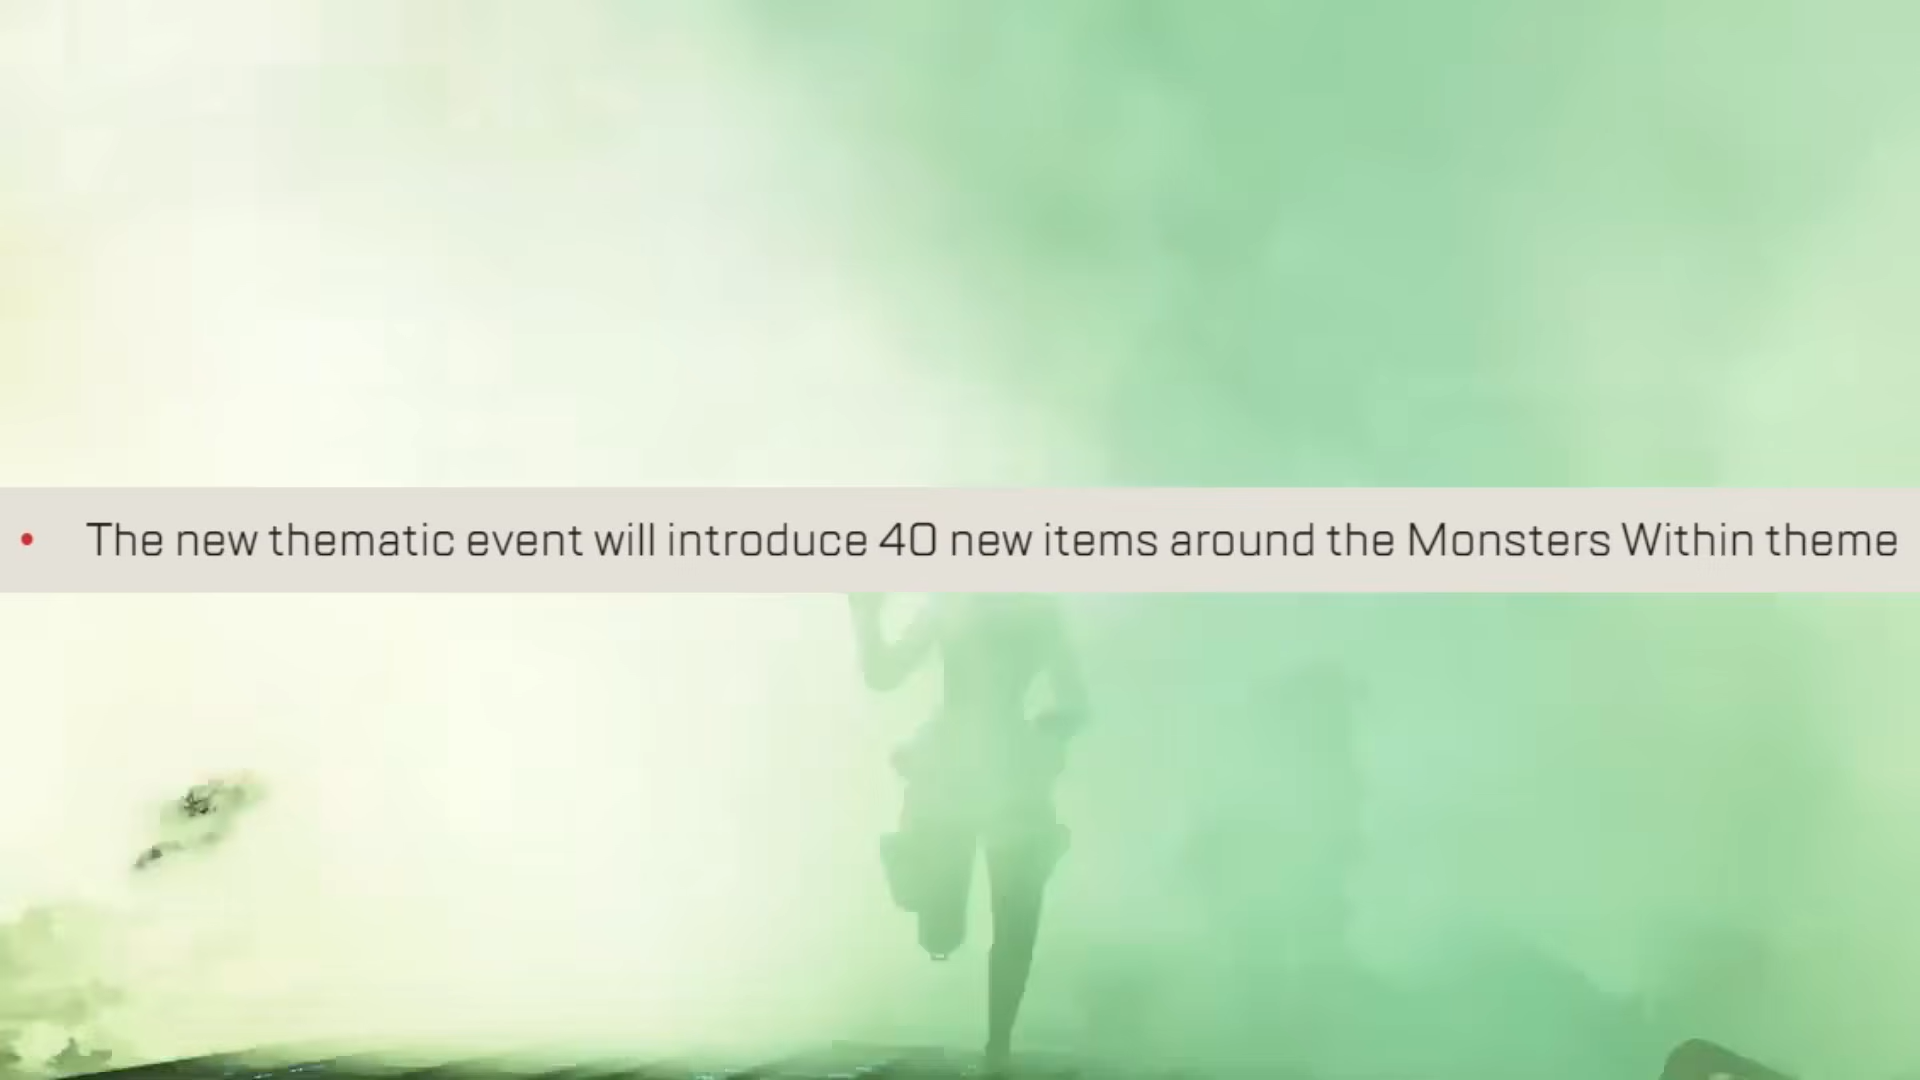 • The new thematic event will introduce 40 new items around the Monsters Within theme